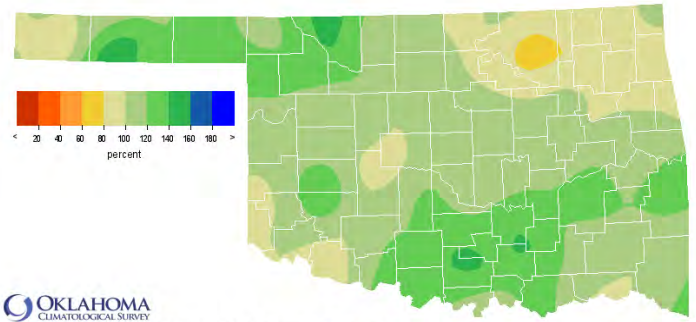 < 20 40 60 80 100 120 140 160 180 >
percent
OKLAHOMA
CLIMATOLOGICAL SURVEY